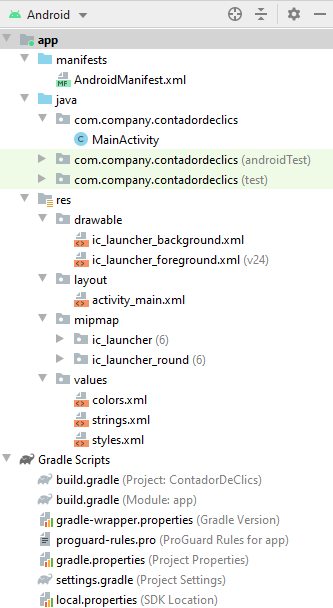 Android
app
manifests
AndroidManifest.xml
java
com.company.contadordeclics
MainActivity
com.company.contadordeclics (androidTest)
com.company.contadordeclics (test)
res
drawable
ic_launcher_background.xml
ic_launcher_foreground.xml (v24)
layout
activity_main.xml
mipmap
ic_launcher (6)
ic_launcher_round (6)
values
colors.xml
strings.xml
styles.xml
Gradle Scripts
build.gradle (Project: ContadorDeClics)
build.gradle (Module: app)
gradle-wrapper.properties (Gradle Version)
proguard-rules.pro (ProGuard Rules for app)
gradle.properties (Project Properties)
settings.gradle (Project Settings)
local.properties (SDK Location)